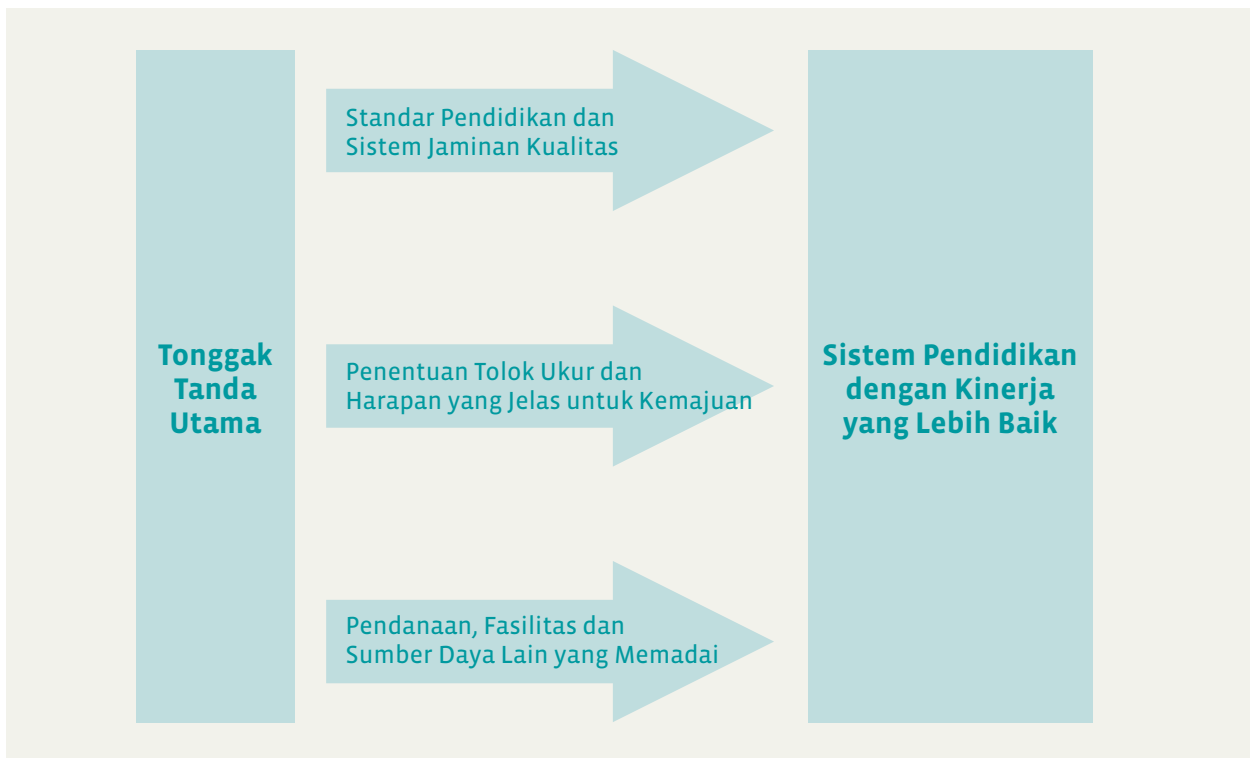 Tonggak
Tanda
Utama
Standar Pendidikan dan
Sistem Jaminan Kualitas
Penentuan Tolok Ukur dan
Harapan yang Jelas untuk Kemajuan
Pendanaan, Fasilitas dan
Sumber Daya Lain yang Memadai
Sistem Pendidikan
dengan Kinerja
yang Lebih Baik